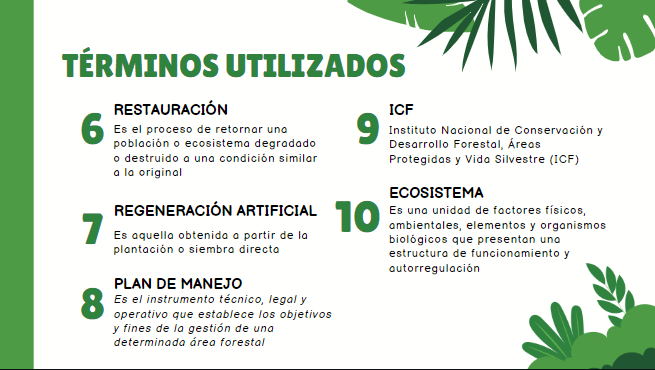 TÉRMINOS UTILIZADOS
6
RESTAURACIÓN
Es el proceso de retornar una
población o ecosistema degradado
o destruido a una condición similar
a la original
7
REGENERACIÓN ARTIFICIAL
Es aquella obtenida a partir de la
plantación o siembra directa
8
PLAN DE MANEJO
Es el instrumento técnico, legal y
operativo que establece los objetivos
y fines de la gestión de una
determinada área forestal
9
ICF
Instituto Nacional de Conservación y
Desarrollo Forestal, Áreas
Protegidas y Vida Silvestre (ICF)
10
ECOSISTEMA
Es una unidad de factores físicos,
ambientales, elementos y organismos
biológicos que presentan una
estructura de funcionamiento y
autorregulación